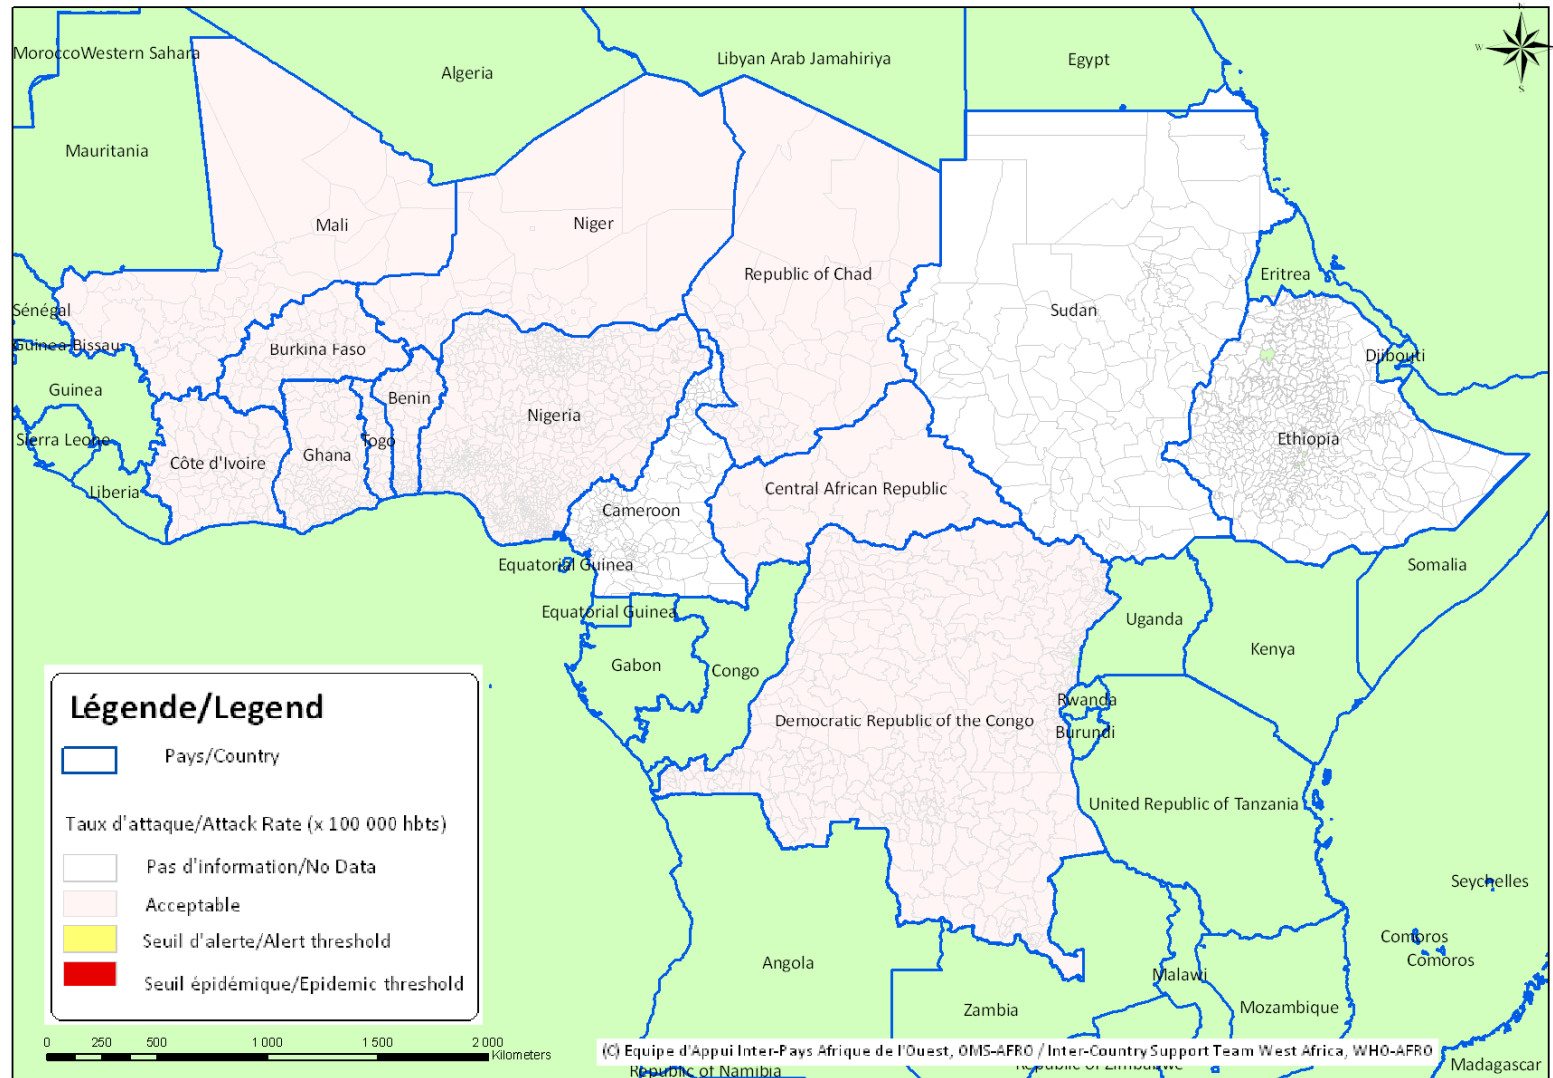 N
W
S
MoroccoWestern Sahara
Algeria
Libyan Arab Jamahiriya
Egypt
Mauritania
Mali
Niger
Republic of Chad
Sudan
Eritrea
Sénégal
Guinea-Bissau
Burkina Faso
Djibouti
Guinea
Benin
Nigeria
Sierra Leone
Togo
Ethiopia
Côte d'Ivoire
Ghana
Liberia
Central African Republic
Cameroon
Equatorial Guinea
Somalia
Equatorial Guinea
Uganda
Gabon
Congo
Kenya
Rwanda
Democratic Republic of the Congo
Burundi
United Republic of Tanzania
Seychelles
Comoros
Comoros
Angola
Malawi
Zambia
Mozambique
Madagascar
Republic of Namibia
Republic of Zimbabwe
Légende/Legend
Pays/Country
Taux d'attaque/Attack Rate (x 100 000 hbts)
Pas d'information/No Data
Acceptable
Seuil d'alerte/Alert threshold
Seuil épidémique/Epidemic threshold
0 250 500 1 000 1 500 2 000
Kilometers
(C) Equipe d'Appui Inter-Pays Afrique de l'Ouest, OMS-AFRO / Inter-Country Support Team West Africa, WHO-AFRO